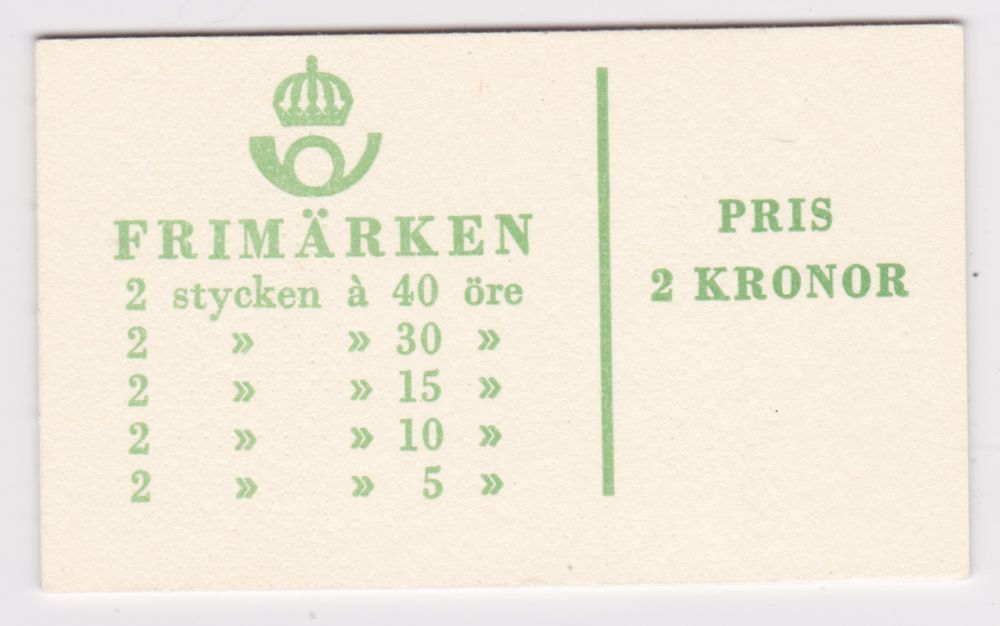 FRIMÄRKEN
2 stycken à 40 öre
2 » » 30 »
2 » » 15 »
2 » » 10 »
2 » » 5 »
PRIS
2 KRONOR